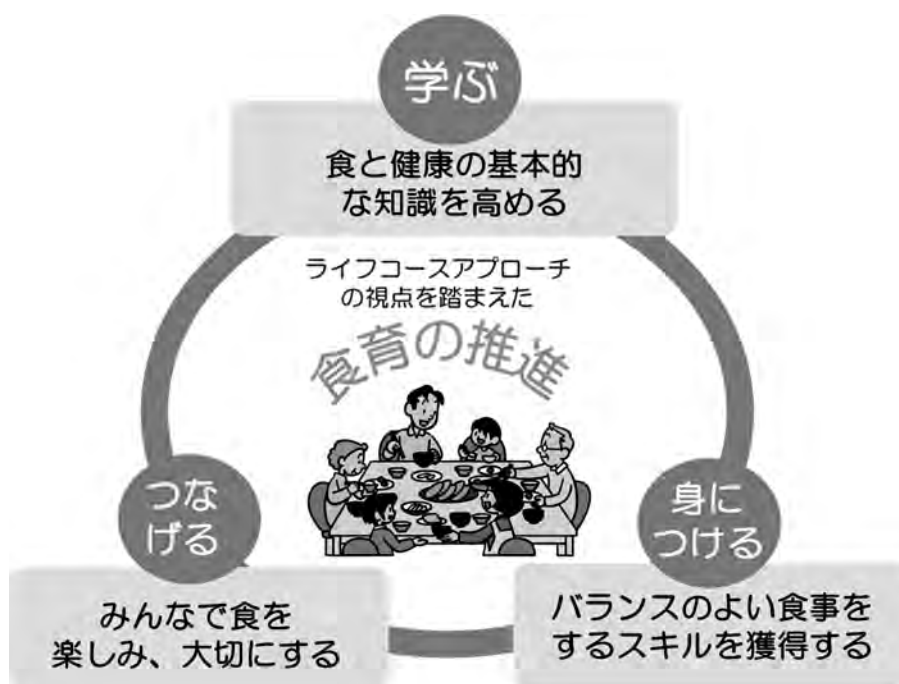 学ぶ
食と健康の基本的
な知識を高める
ライフコースアプローチ
の視点を踏まえた
食育の推進
つな
げる
みんなで食を
楽しみ、大切にする
身に
つける
バランスのよい食事を
するスキルを獲得する